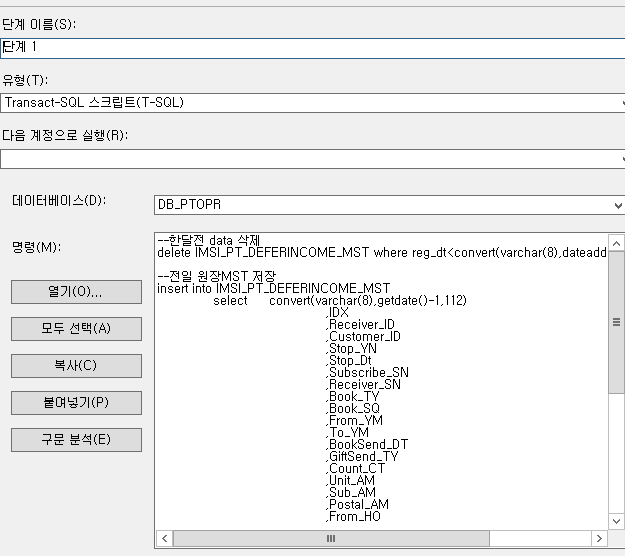 단계 이름(S):
단계 1
유형(T):
Transact-SQL 스크립트(T-SQL)
다음 계정으로 실행(R):
데이터베이스(D):
DB_PTOPR
명령(M):
--한달전 data 삭제
delete IMSI_PT_DEFERINCOME_MST where reg_dt<convert(varchar(8),dateadd
--전일 원장MST 저장
insert into IMSI_PT_DEFERINCOME_MST
select convert(varchar(8),getdate()-1,112)
,IDX
,Receiver_ID
,Customer_ID
,Stop_YN
,Stop_Dt
,Subscribe_SN
,Receiver_SN
,Book_TY
,Book_SQ
,From_YM
,To_YM
,BookSend_DT
,GiftSend_TY
,Count_CT
,Unit_AM
,Sub_AM
,Postal_AM
,From_HO
열기(O)...
모두 선택(A)
복사(C)
붙여넣기(P)
구문 분석(E)